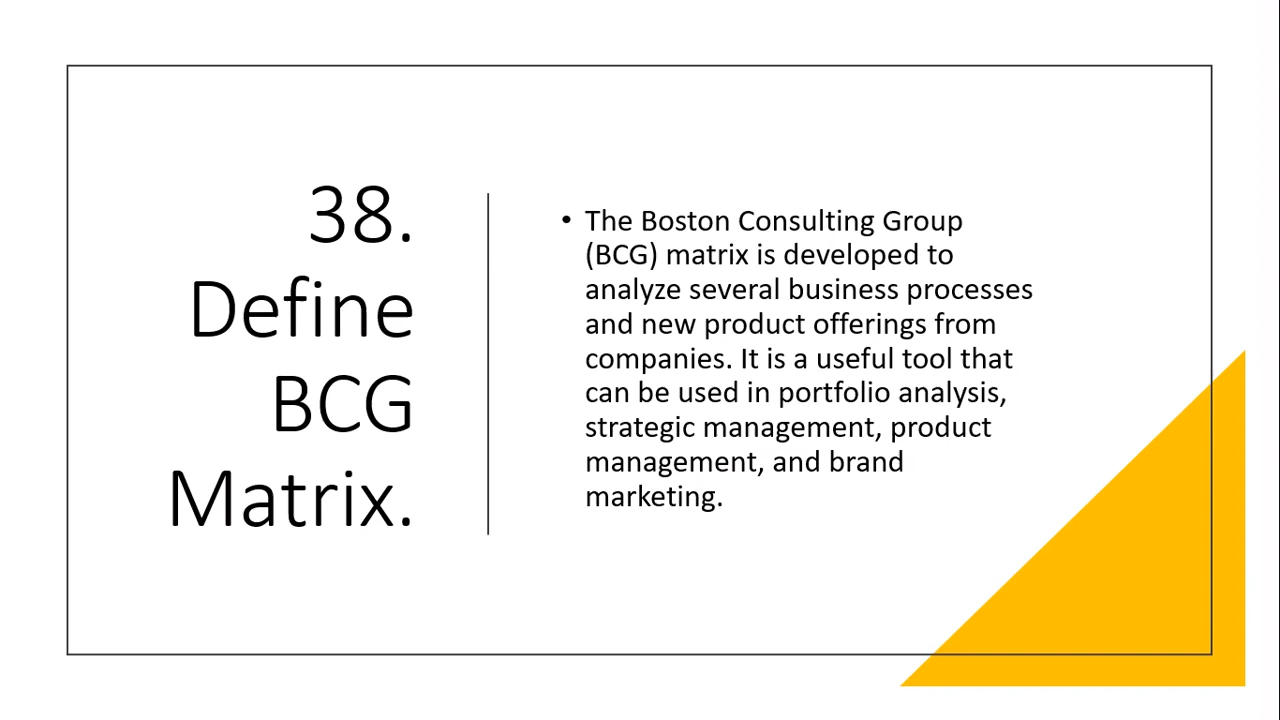 38.
Define
BCG
Matrix.
• The Boston Consulting Group
(BCG) matrix is developed to
analyze several business processes
and new product offerings from
companies. It is a useful tool that
can be used in portfolio analysis,
strategic management, product
management, and brand
marketing.